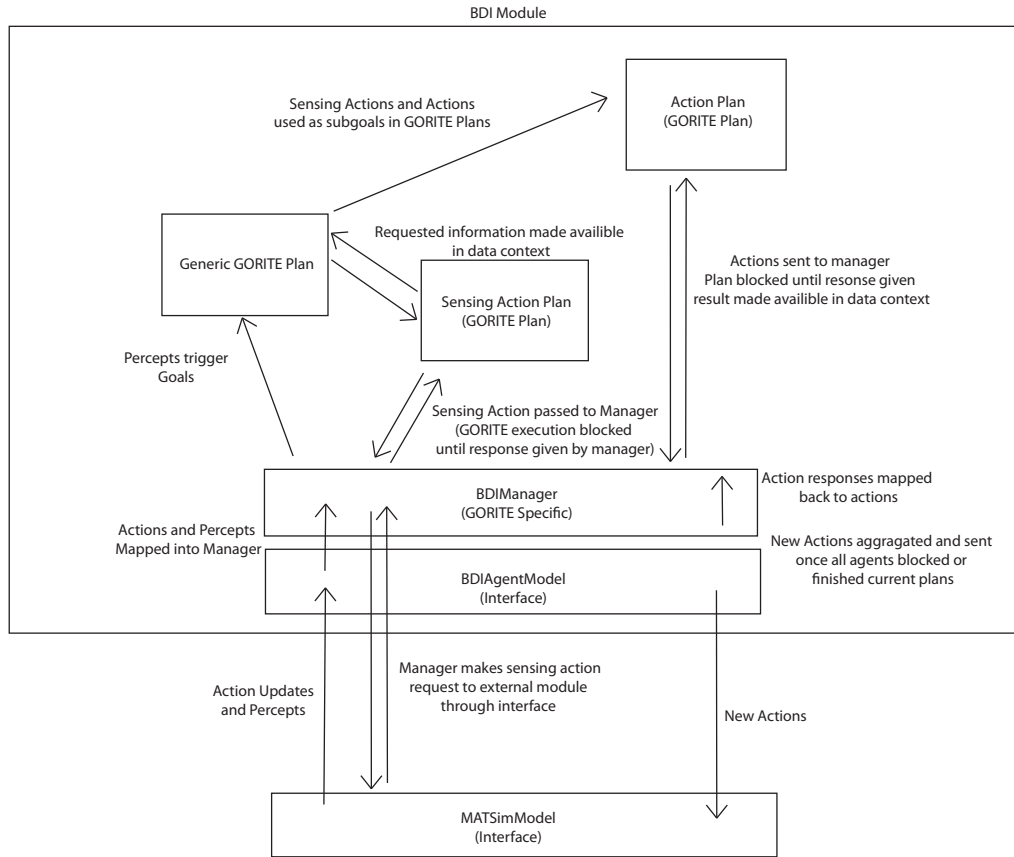 BDI Module
Sensing Actions and Actions
used as subgoals in GORITE Plans
Action Plan
(GORITE Plan)
Generic GORITE Plan
Requested information made availible
in data context
Sensing Action Plan
(GORITE Plan)
Actions sent to manager
Plan blocked until resonse given
result made availible in data context
Percepts trigger
Goals
Sensing Action passed to Manager
(GORITE execution blocked
until response given by manager)
BDIManager
(GORITE Specific)
Action responses mapped
back to actions
Actions and Percepts
Mapped into Manager
New Actions aggragated and sent
once all agents blocked or
finished current plans
BDIAgentModel
(Interface)
Action Updates
and Percepts
Manager makes sensing action
request to external module
through interface
New Actions
MATSimModel
(Interface)